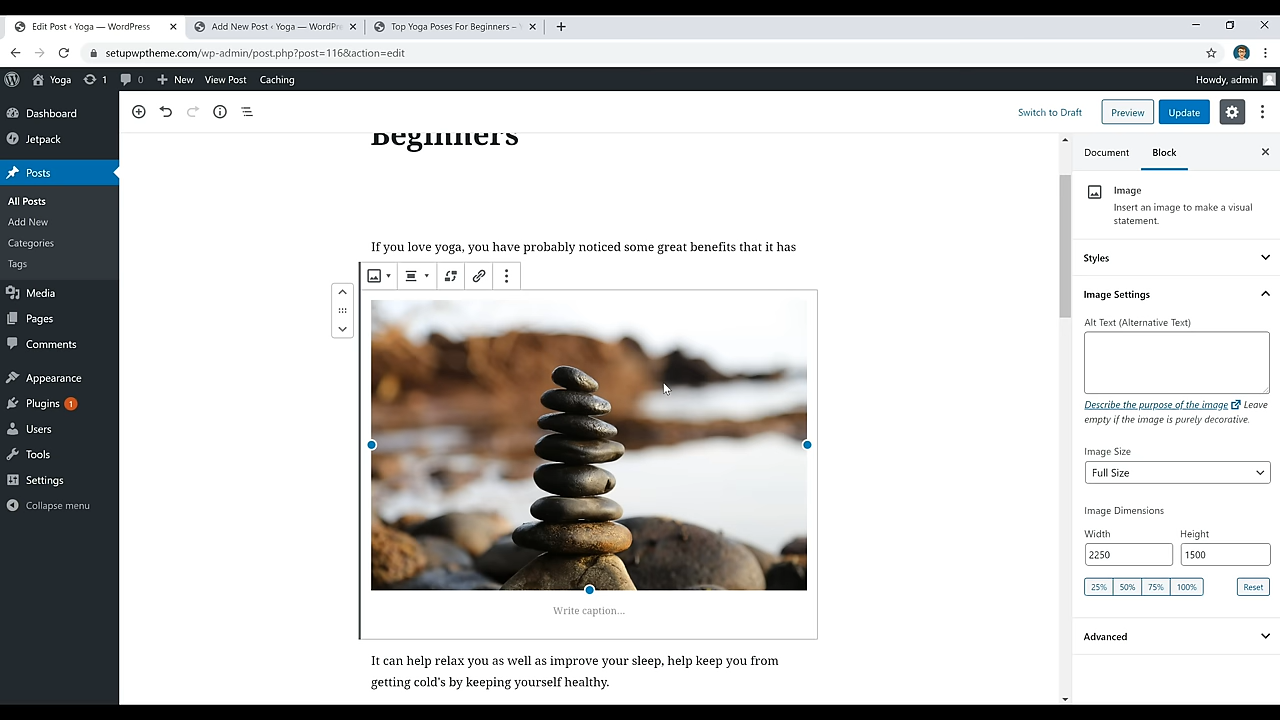 Edit Post ‹ Yoga — WordPress
Add New Post ‹ Yoga — WordPr
Top Yoga Poses For Beginners –
setupwptheme.com/wp-admin/post.php?post=116&action=edit
Yoga
1
0
New
View Post
Caching
Howdy, admin
Dashboard
Jetpack
Posts
All Posts
Add New
Categories
Tags
Media
Pages
Comments
Appearance
Plugins 1
Users
Tools
Settings
Collapse menu
Switch to Draft
Preview
Update
Beginners
If you love yoga, you have probably noticed some great benefits that it has
Write caption...
It can help relax you as well as improve your sleep, help keep you from
getting cold's by keeping yourself healthy.
Document
Block
Image
Insert an image to make a visual
statement.
Styles
Image Settings
Alt Text (Alternative Text)
Describe the purpose of the image Leave
empty if the image is purely decorative.
Image Size
Full Size
Image Dimensions
Width
Height
2250
1500
25%
50%
75%
100%
Reset
Advanced